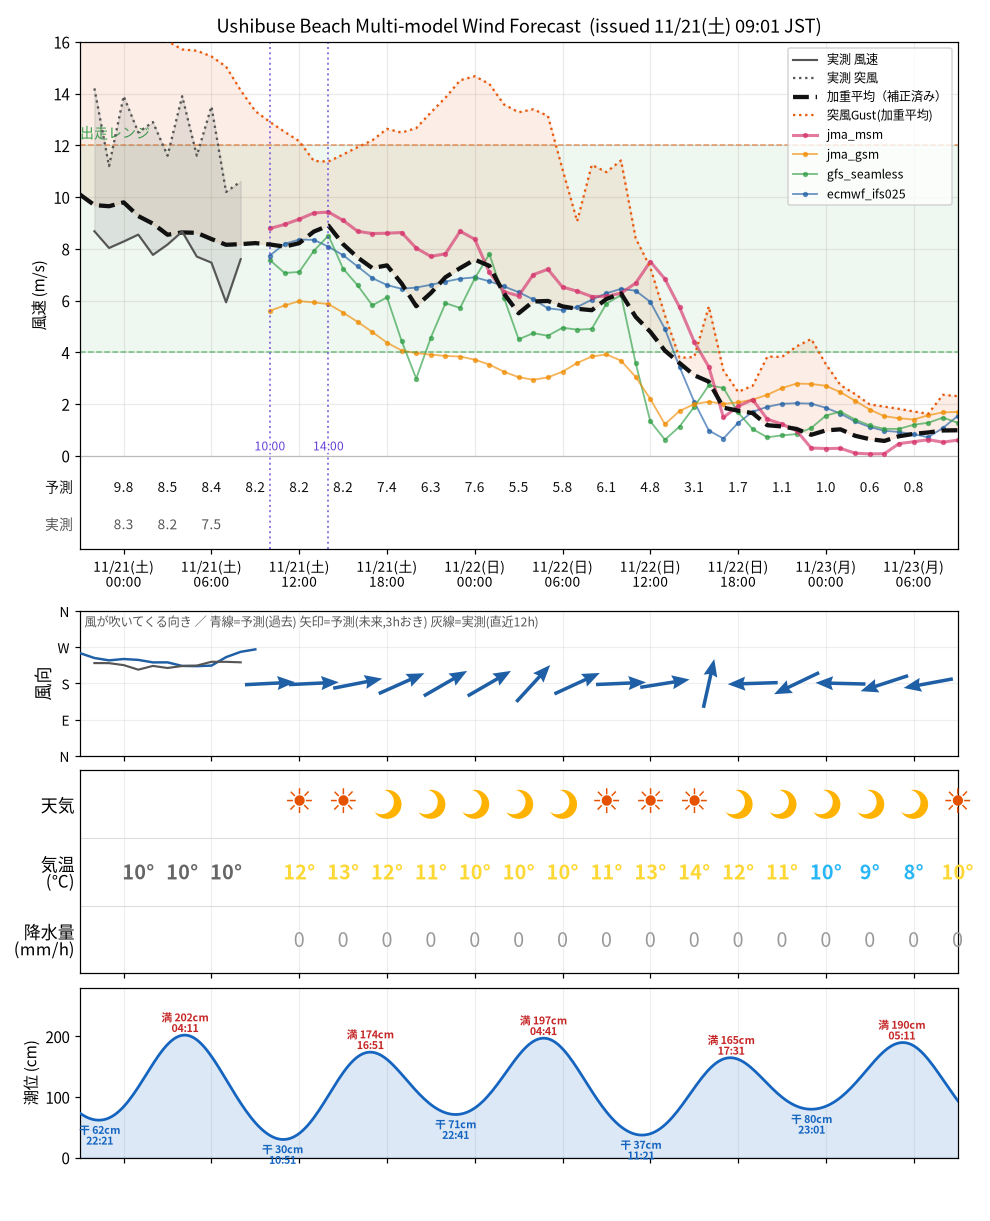 Ushibuse Beach Multi-model Wind Forecast (issued 11/21(土) 09:01 JST)
風速 (m/s)
16
14
12
10
8
6
4
2
0
出走レンジ
実測 風速
実測 突風
加重平均（補正済み）
突風Gust(加重平均)
jma_msm
jma_gsm
gfs_seamless
ecmwf_ifs025
10:00
14:00
予測 9.8 8.5 8.4 8.2 8.2 8.2 7.4 6.3 7.6 5.5 5.8 6.1 4.8 3.1 1.7 1.1 1.0 0.6 0.8
実測 8.3 8.2 7.5
11/21(土) 11/21(土) 11/21(土) 11/21(土) 11/22(日) 11/22(日) 11/22(日) 11/22(日) 11/23(月) 11/23(月)
00:00 06:00 12:00 18:00 00:00 06:00 12:00 18:00 00:00 06:00
風向
N
W
S
E
N
風が吹いてくる向き ／ 青線=予測(過去) 矢印=予測(未来,3hおき) 灰線=実測(直近12h)
天気
気温
(°C)
10° 10° 10° 12° 13° 12° 11° 10° 10° 10° 11° 13° 14° 12° 11° 10° 9° 8° 10°
降水量
(mm/h)
0 0 0 0 0 0 0 0 0 0 0 0 0 0 0 0
潮位 (cm)
200
100
0
干 62cm
22:21
満 202cm
04:11
干 30cm
10:51
満 174cm
16:51
干 71cm
22:41
満 197cm
04:41
干 37cm
11:21
満 165cm
17:31
干 80cm
23:01
満 190cm
05:11